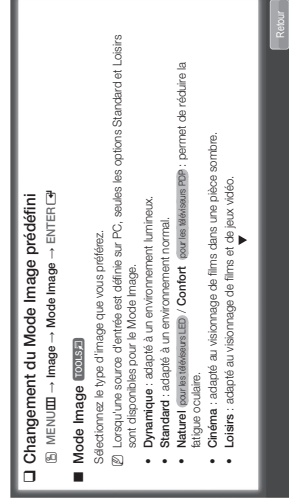 ❑ Changement du Mode Image prédéfini
MENU → Image → Mode Image → ENTER
■ Mode Image TOOLS
Sélectionnez le type d'image que vous préférez.
Lorsqu'une source d'entrée est définie sur PC, seules les options Standard et Loisirs
sont disponibles pour le Mode Image.
• Dynamique : adapté à un environnement lumineux.
• Standard : adapté à un environnement normal.
• Naturel pour les téléviseurs LED / Confort pour les téléviseurs PDP : permet de réduire la
fatigue oculaire.
• Cinéma : adapté au visionnage de films dans une pièce sombre.
• Loisirs : adapté au visionnage de films et de jeux vidéo.
▼
Retour